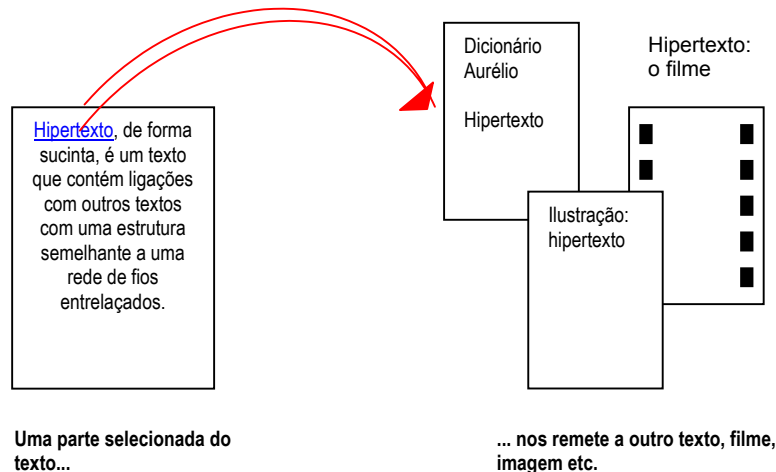 Hipertexto, de forma
sucinta, é um texto
que contém ligações
com outros textos
com uma estrutura
semelhante a uma
rede de fios
entrelaçados.
Dicionário
Aurélio
Hipertexto
Hipertexto:
o filme
Ilustração:
hipertexto
Uma parte selecionada do
texto...
... nos remete a outro texto, filme,
imagem etc.